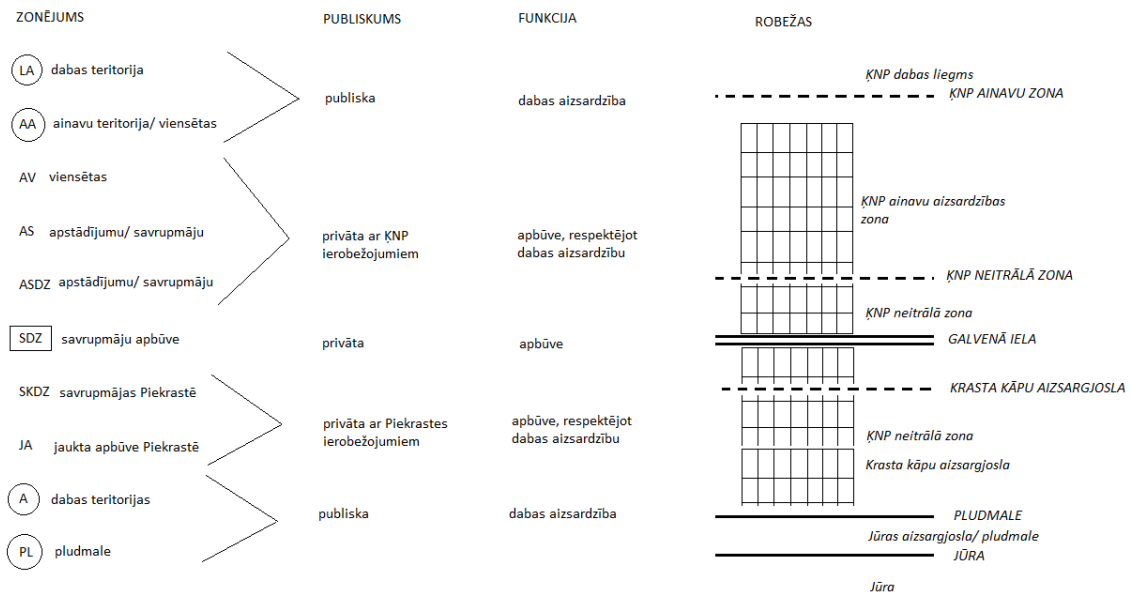 ZONĒJUMS
PUBLISKUMS
FUNKCIJA
ROBEŽAS
LA dabas teritorija
AA ainavu teritorija/ viensētas
publiska
dabas aizsardzība
ĶNP dabas liegms
ĶNP AINAVU ZONA
AV viensētas
AS apstādījumu/ savrupmāju
ASDZ apstādījumu/ savrupmāju
privāta ar ĶNP
ierobežojumiem
apbūve, respektējot
dabas aizsardzību
ĶNP ainavu aizsardzības
zona
ĶNP NEITRĀLĀ ZONA
ĶNP neitrālā zona
SDZ savrupmāju apbūve
privāta
apbūve
GALVENĀ IELA
SKDZ savrupmājas Piekrastē
JA jaukta apbūve Piekrastē
privāta ar Piekrastes
ierobežojumiem
apbūve, respektējot
dabas aizsardzību
KRASTA KĀPU AIZSARGJOSLA
ĶNP neitrālā zona
Krasta kāpu aizsargjosla
A dabas teritorijas
PL pludmale
publiska
dabas aizsardzība
PLUDMALE
Jūras aizsargjosla/ pludmale
JŪRA
Jūra